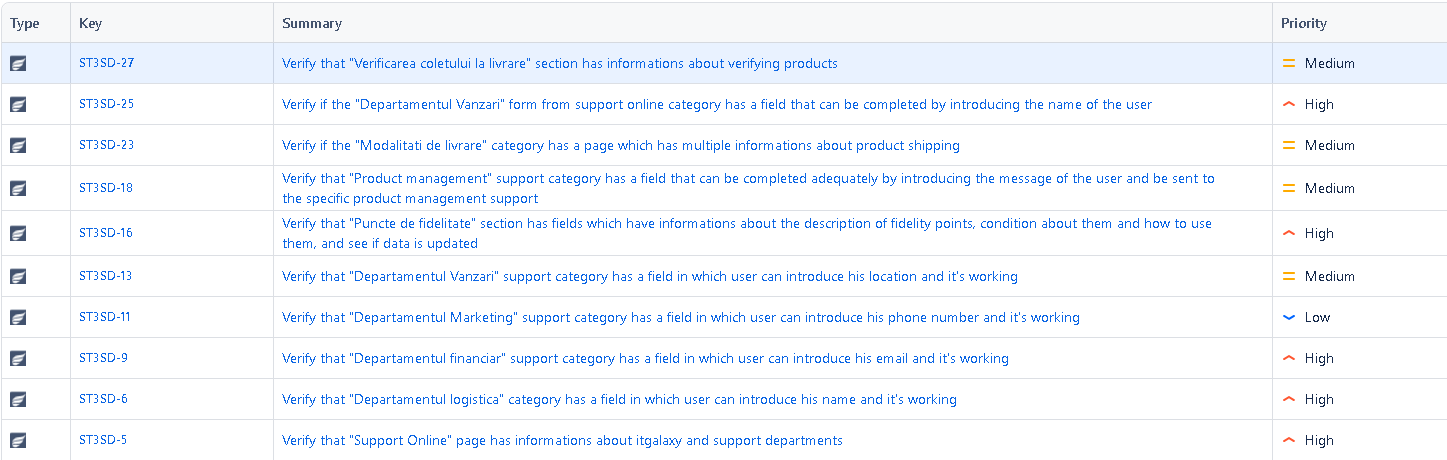 Type Key Summary Priority
ST3SD-27 Verify that "Verificarea coletului la livrare" section has informations about verifying products Medium
ST3SD-25 Verify if the "Departamentul Vanzari" form from support online category has a field that can be completed by introducing the name of the user High
ST3SD-23 Verify if the "Modalitati de livrare" category has a page which has multiple informations about product shipping Medium
ST3SD-18 Verify that "Product management" support category has a field that can be completed adequately by introducing the message of the user and be sent to
the specific product management support Medium
ST3SD-16 Verify that "Puncte de fidelitate" section has fields which have informations about the description of fidelity points, condition about them and how to use
them, and see if data is updated High
ST3SD-13 Verify that "Departamentul Vanzari" support category has a field in which user can introduce his location and it's working Medium
ST3SD-11 Verify that "Departamentul Marketing" support category has a field in which user can introduce his phone number and it's working Low
ST3SD-9 Verify that "Departamentul financiar" support category has a field in which user can introduce his email and it's working High
ST3SD-6 Verify that "Departamentul logistica" category has a field in which user can introduce his name and it's working High
ST3SD-5 Verify that "Support Online" page has informations about itgalaxy and support departments High